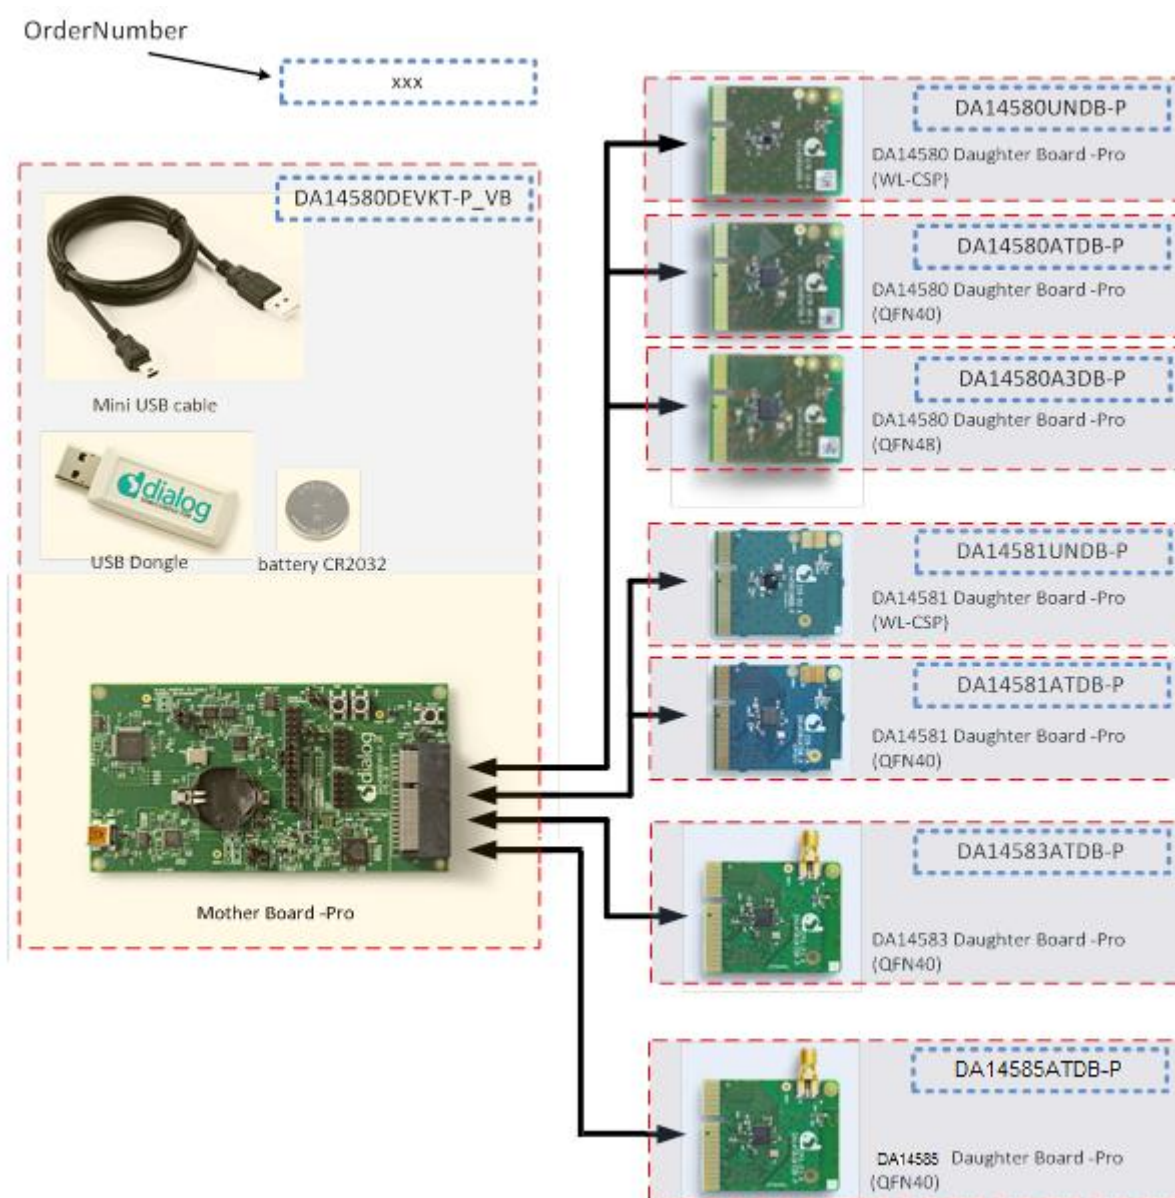 OrderNumber
xxx
DA14580DEVKT-P_VB
Mini USB cable
dialog
USB Dongle
battery CR2032
dialog
Mother Board -Pro
DA14580UNDB-P
DA14580 Daughter Board -Pro
(WL-CSP)
DA14580ATDB-P
DA14580 Daughter Board -Pro
(QFN40)
DA14580A3DB-P
DA14580 Daughter Board -Pro
(QFN48)
DA14581UNDB-P
DA14581 Daughter Board -Pro
(WL-CSP)
DA14581ATDB-P
DA14581 Daughter Board -Pro
(QFN40)
DA14583ATDB-P
DA14583 Daughter Board -Pro
(QFN40)
DA14585ATDB-P
DA14585 Daughter Board -Pro
(QFN40)